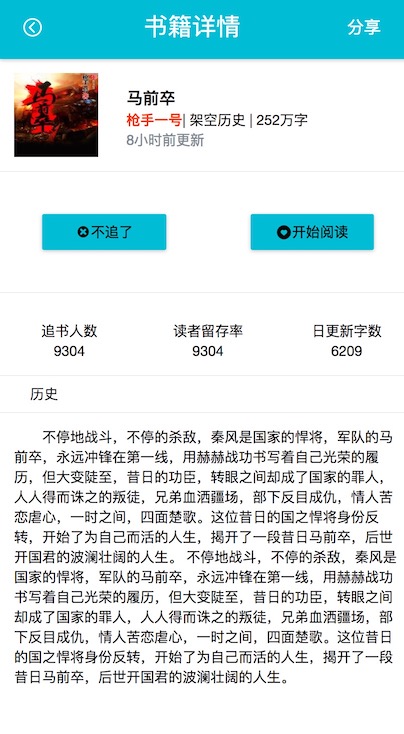 书籍详情
分享
马前卒
马前卒
枪手一号| 架空历史 | 252万字
8小时前更新
不追了
开始阅读
追书人数 读者留存率 日更新字数
9304 9304 6209
历史
不停地战斗，不停的杀敌，秦风是国家的悍将，军队的马
前卒，永远冲锋在第一线，用赫赫战功书写着自己光荣的履
历，但大变陡至，昔日的功臣，转眼之间却成了国家的罪人，
人人得而诛之的叛徒，兄弟血洒疆场，部下反目成仇，情人苦
恋虐心，一时之间，四面楚歌。这位昔日的国之悍将身份反
转，开始了为自己而活的人生，揭开了一段昔日马前卒，后世
开国君的波澜壮阔的人生。 不停地战斗，不停的杀敌，秦风是
国家的悍将，军队的马前卒，永远冲锋在第一线，用赫赫战功
书写着自己光荣的履历，但大变陡至，昔日的功臣，转眼之间
却成了国家的罪人，人人得而诛之的叛徒，兄弟血洒疆场，部
下反目成仇，情人苦恋虐心，一时之间，四面楚歌。这位昔日
的国之悍将身份反转，开始了为自己而活的人生，揭开了一段
昔日马前卒，后世开国君的波澜壮阔的人生。